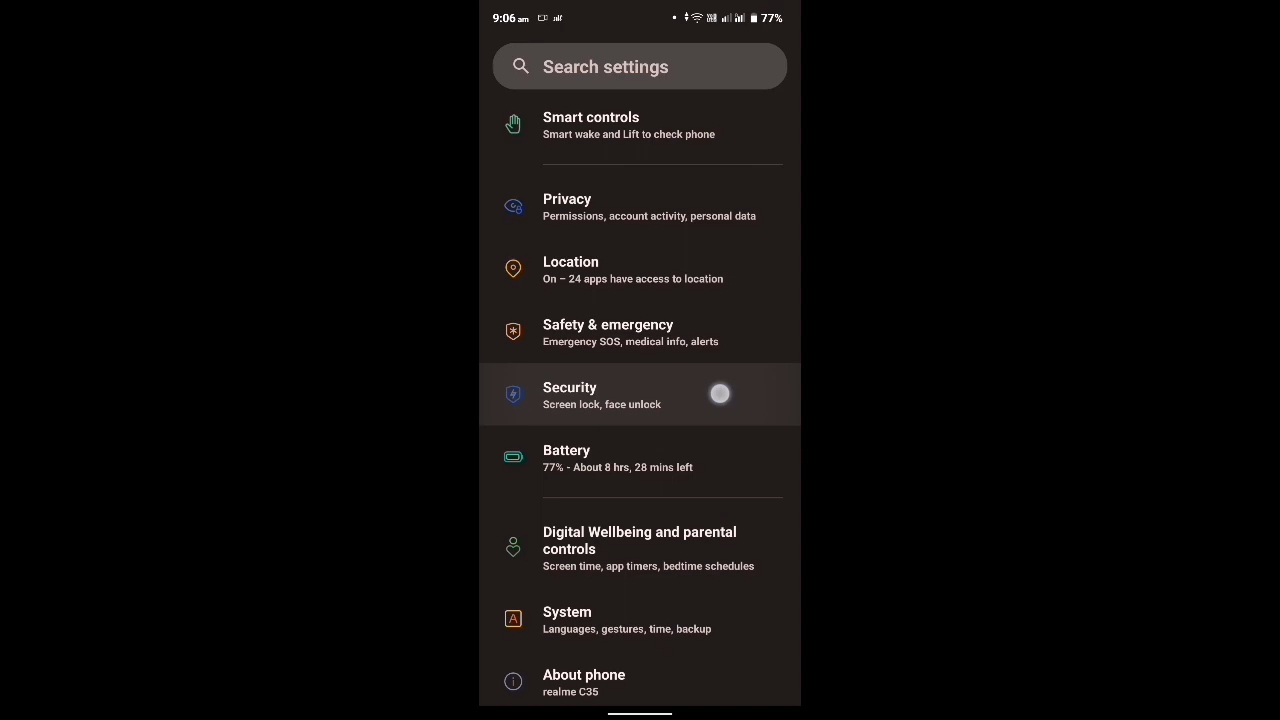 9:06 am
77%
Search settings
Smart controls
Smart wake and Lift to check phone
Privacy
Permissions, account activity, personal data
Location
On – 24 apps have access to location
Safety & emergency
Emergency SOS, medical info, alerts
Security
Screen lock, face unlock
Battery
77% - About 8 hrs, 28 mins left
Digital Wellbeing and parental
controls
Screen time, app timers, bedtime schedules
System
Languages, gestures, time, backup
About phone
realme C35